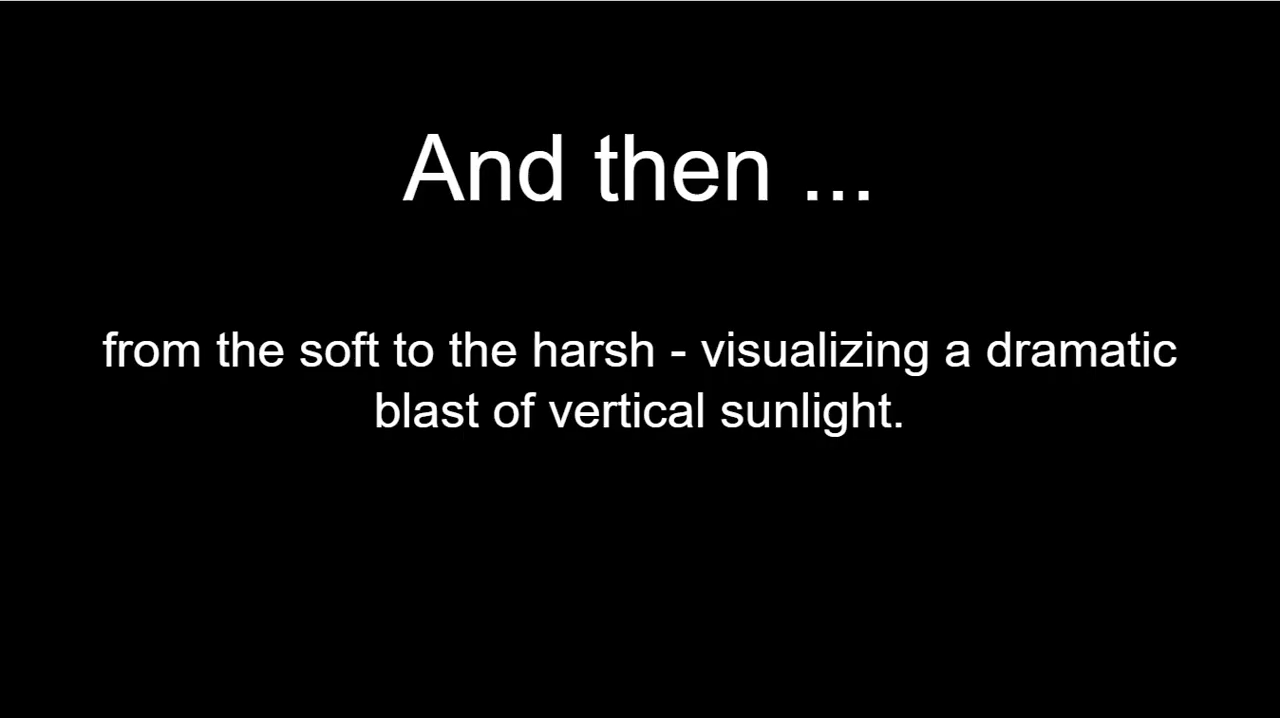 And then ...
from the soft to the harsh - visualizing a dramatic
blast of vertical sunlight.